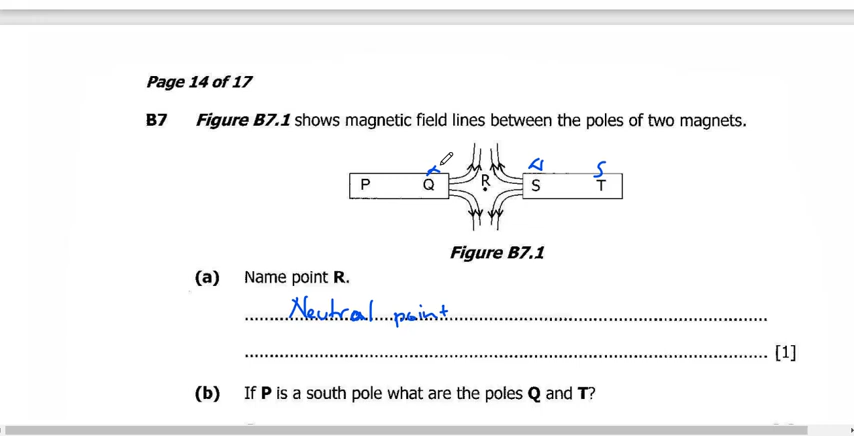 Page 14 of 17
B7 Figure B7.1 shows magnetic field lines between the poles of two magnets.
S
P Q R S T
Figure B7.1
(a) Name point R.
Neutral point
[1]
(b) If P is a south pole what are the poles Q and T?